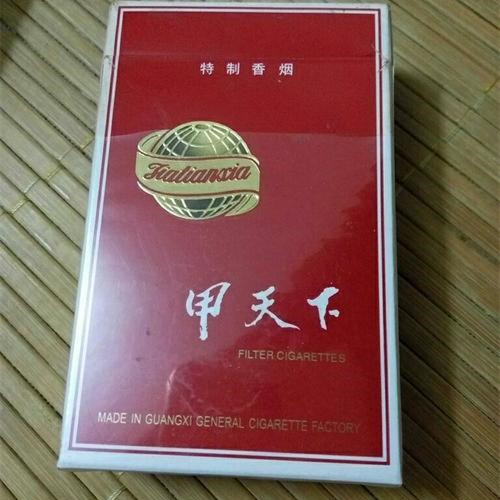 特制香烟
Jiatianxia
甲天下
FILTER CIGARETTES
MADE IN GUANGXI GENERAL CIGARETTE FACTORY